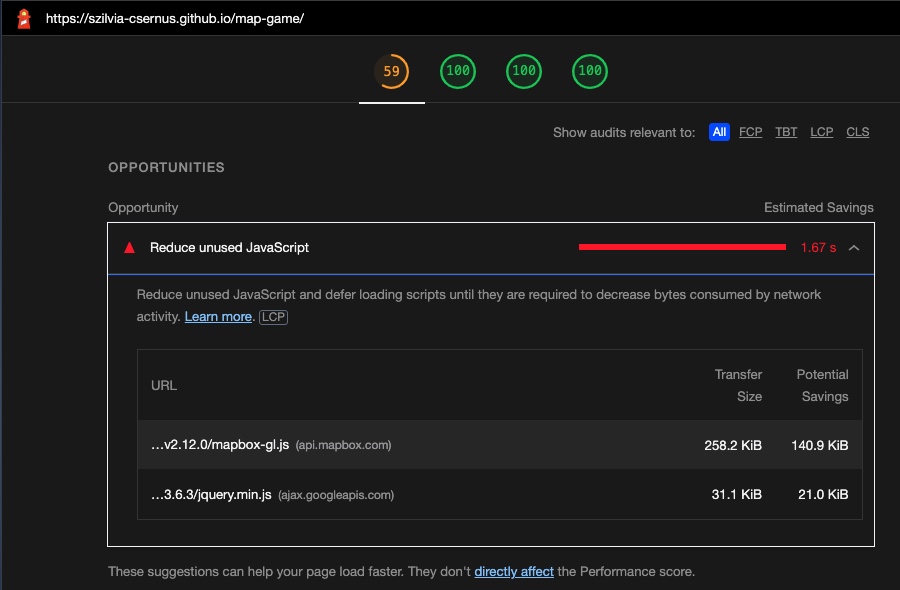 https://szilvia-csernus.github.io/map-game/
59 100 100 100
Show audits relevant to: All FCP TBT LCP CLS
OPPORTUNITIES
Opportunity Estimated Savings
Reduce unused JavaScript 1.67 s
Reduce unused JavaScript and defer loading scripts until they are required to decrease bytes consumed by network
activity. Learn more. LCP
URL Transfer Size Potential Savings
...v2.12.0/mapbox-gl.js (api.mapbox.com) 258.2 KiB 140.9 KiB
...3.6.3/jquery.min.js (ajax.googleapis.com) 31.1 KiB 21.0 KiB
These suggestions can help your page load faster. They don't directly affect the Performance score.